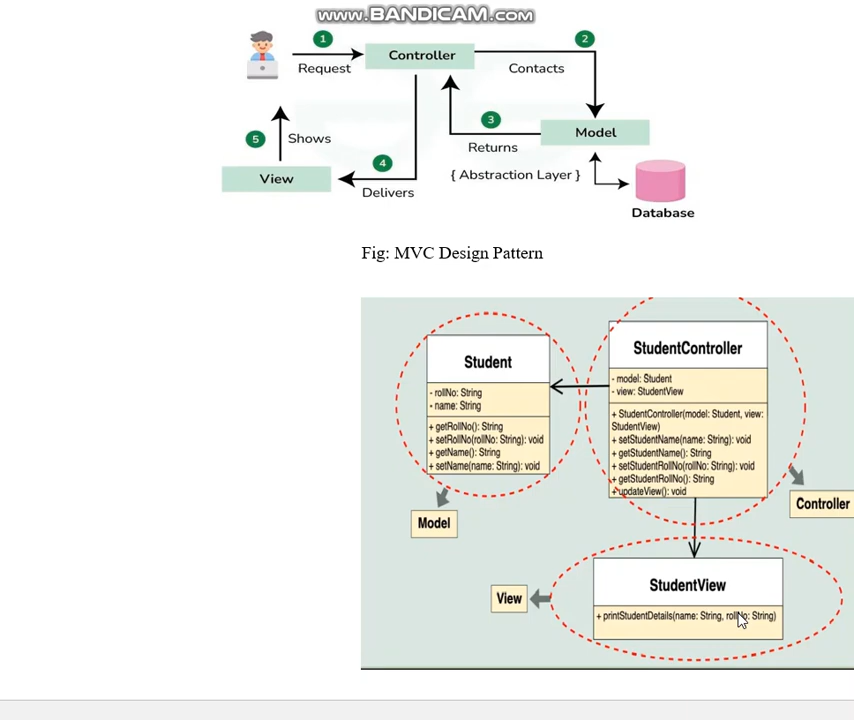 www.BANDICAM.com
1
2
Controller
Request
Contacts
3
Model
5
Shows
Returns
4
View
Delivers
{ Abstraction Layer }
Database
Fig: MVC Design Pattern
Student
- rollNo: String
- name: String
+ getRollNo(): String
+ setRollNo(rollNo: String): void
+ getName(): String
+ setName(name: String): void
Model
StudentController
- model: Student
- view: StudentView
+ StudentController(model: Student, view:
StudentView)
+ setStudentName(name: String): void
+ getStudentName(): String
+ setStudentRollNo(rollNo: String): void
+ getStudentRollNo(): String
+ updateView(): void
Controller
StudentView
+ printStudentDetails(name: String, rollNo: String)
View